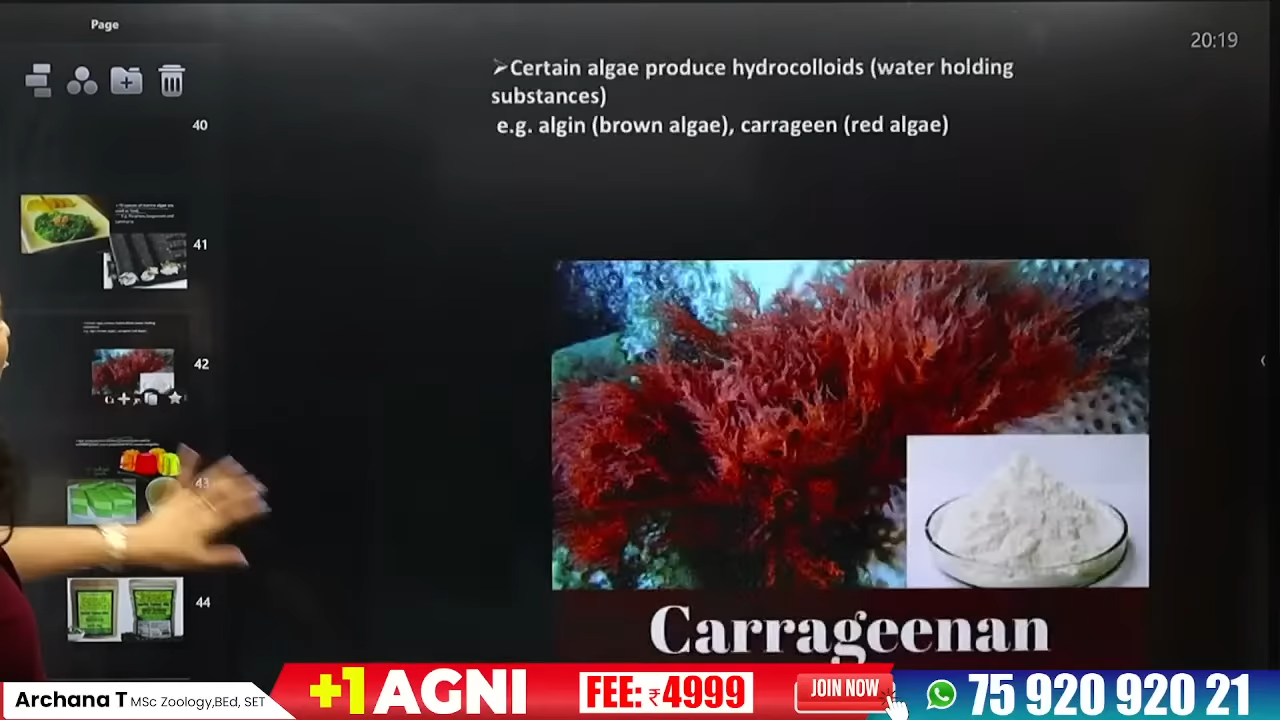 Page
20:19
➢Certain algae produce hydrocolloids (water holding
substances)
e.g. algin (brown algae), carrageen (red algae)
40
41
42
43
44
Carrageenan
Archana T MSc Zoology,BEd, SET
+1 AGNI
FEE: ₹4999
JOIN NOW
75 920 920 21